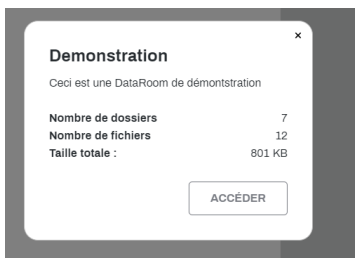 ×
Demonstration
Ceci est une DataRoom de démontstration
Nombre de dossiers 7
Nombre de fichiers 12
Taille totale : 801 KB
ACCÉDER